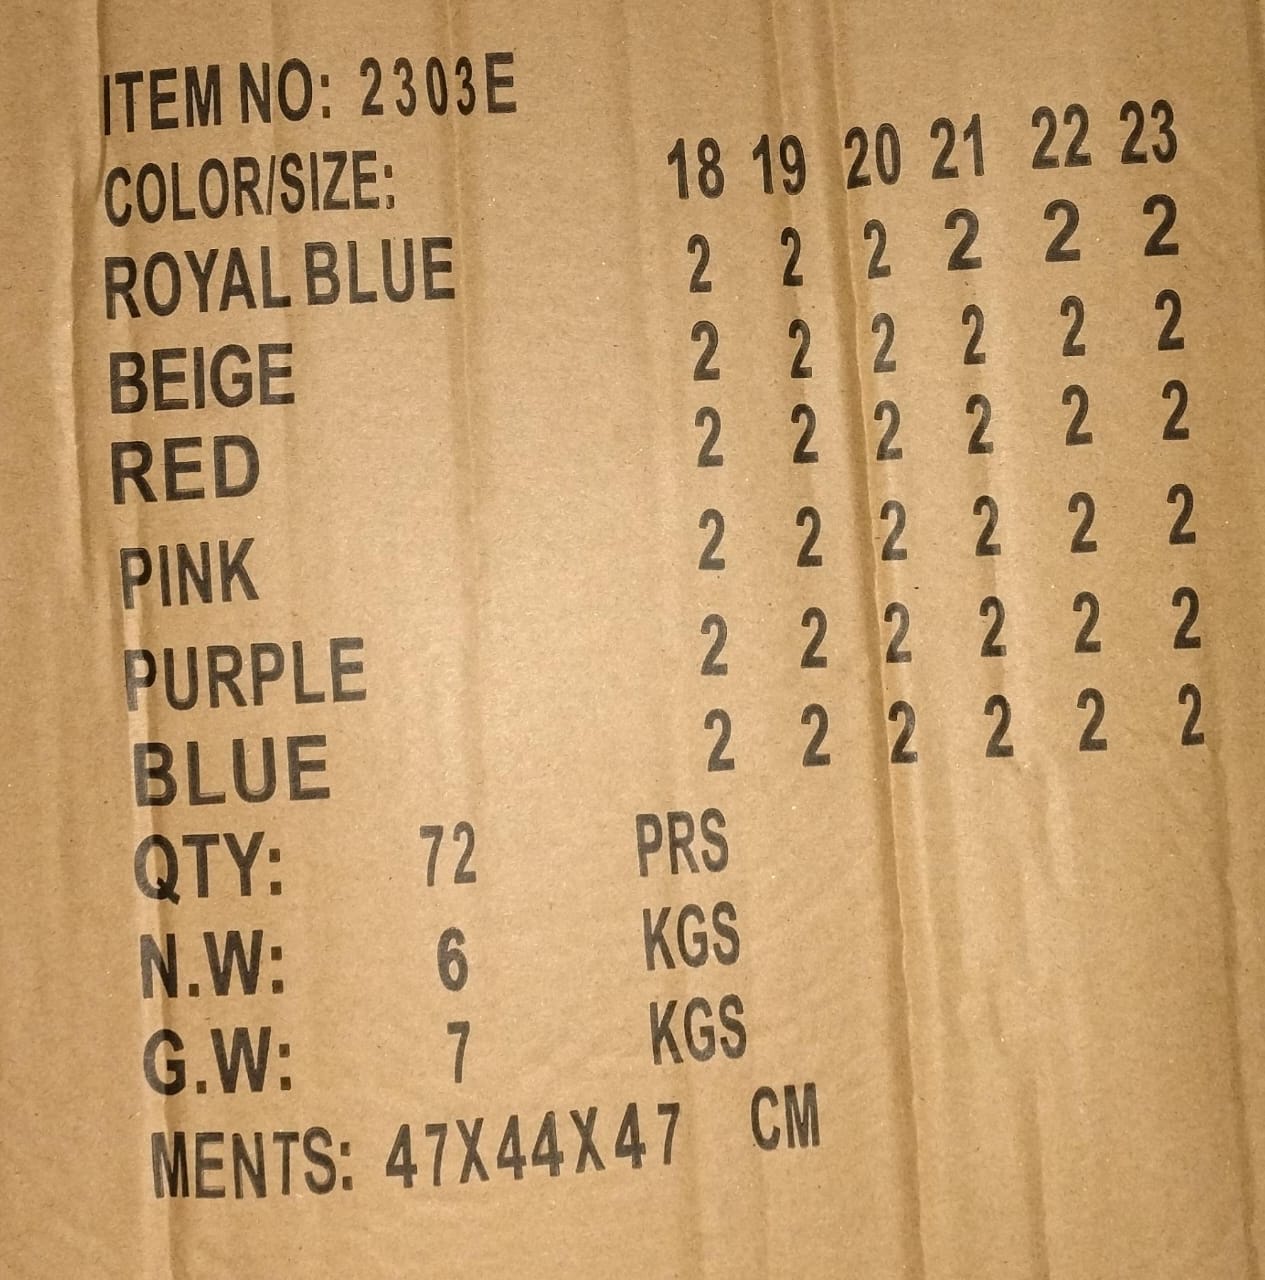 ITEM NO: 2303E
COLOR/SIZE: 18 19 20 21 22 23
ROYAL BLUE 2 2 2 2 2 2
BEIGE 2 2 2 2 2 2
RED 2 2 2 2 2 2
PINK 2 2 2 2 2 2
PURPLE 2 2 2 2 2 2
BLUE 2 2 2 2 2 2
QTY: 72 PRS
N.W: 6 KGS
G.W: 7 KGS
MENTS: 47X44X47 CM